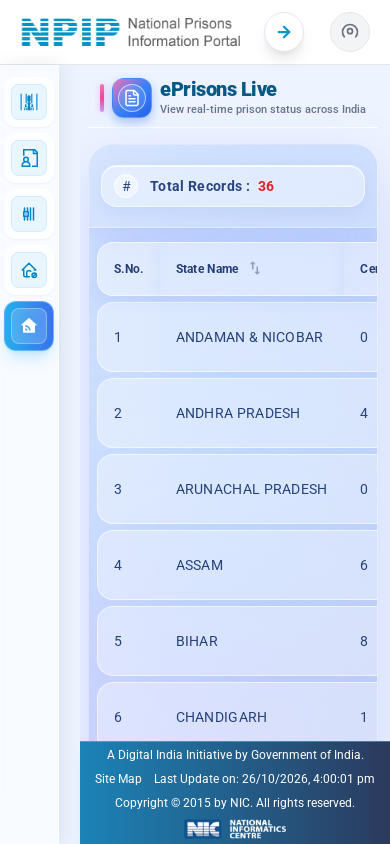 NPIP National Prisons
Information Portal
ePrisons Live
View real-time prison status across India
# Total Records : 36
S.No. State Name
1 ANDAMAN & NICOBAR 0
2 ANDHRA PRADESH 4
3 ARUNACHAL PRADESH 0
4 ASSAM 6
5 BIHAR 8
6 CHANDIGARH 1
A Digital India Initiative by Government of India.
Site Map Last Update on: 26/10/2026, 4:00:01 pm
Copyright © 2015 by NIC. All rights reserved.
NIC NATIONAL
INFORMATICS
CENTRE